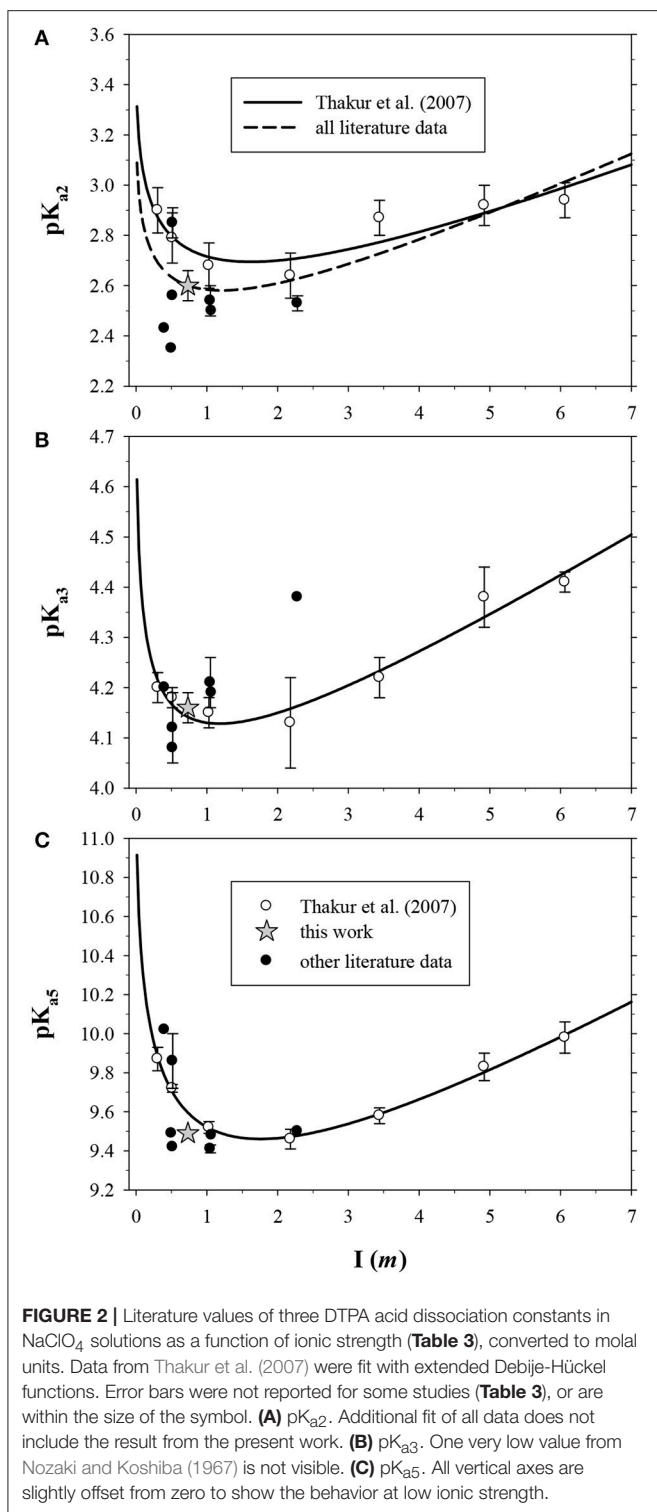 A
3.6
3.4
3.2
3.0
2.8
2.6
2.4
2.2
pKa2
Thakur et al. (2007)
all literature data
0 1 2 3 4 5 6 7
B
4.7
4.6
4.5
4.4
4.3
4.2
4.1
4.0
pKa3
0 1 2 3 4 5 6 7
C
11.0
10.8
10.6
10.4
10.2
10.0
9.8
9.6
9.4
9.2
pKa5
Thakur et al. (2007)
this work
other literature data
0 1 2 3 4 5 6 7
I (m)
FIGURE 2 | Literature values of three DTPA acid dissociation constants in
NaClO4 solutions as a function of ionic strength (Table 3), converted to molal
units. Data from Thakur et al. (2007) were fit with extended Debije-Hückel
functions. Error bars were not reported for some studies (Table 3), or are
within the size of the symbol. (A) pKa2. Additional fit of all data does not
include the result from the present work. (B) pKa3. One very low value from
Nozaki and Koshiba (1967) is not visible. (C) pKa5. All vertical axes are
slightly offset from zero to show the behavior at low ionic strength.